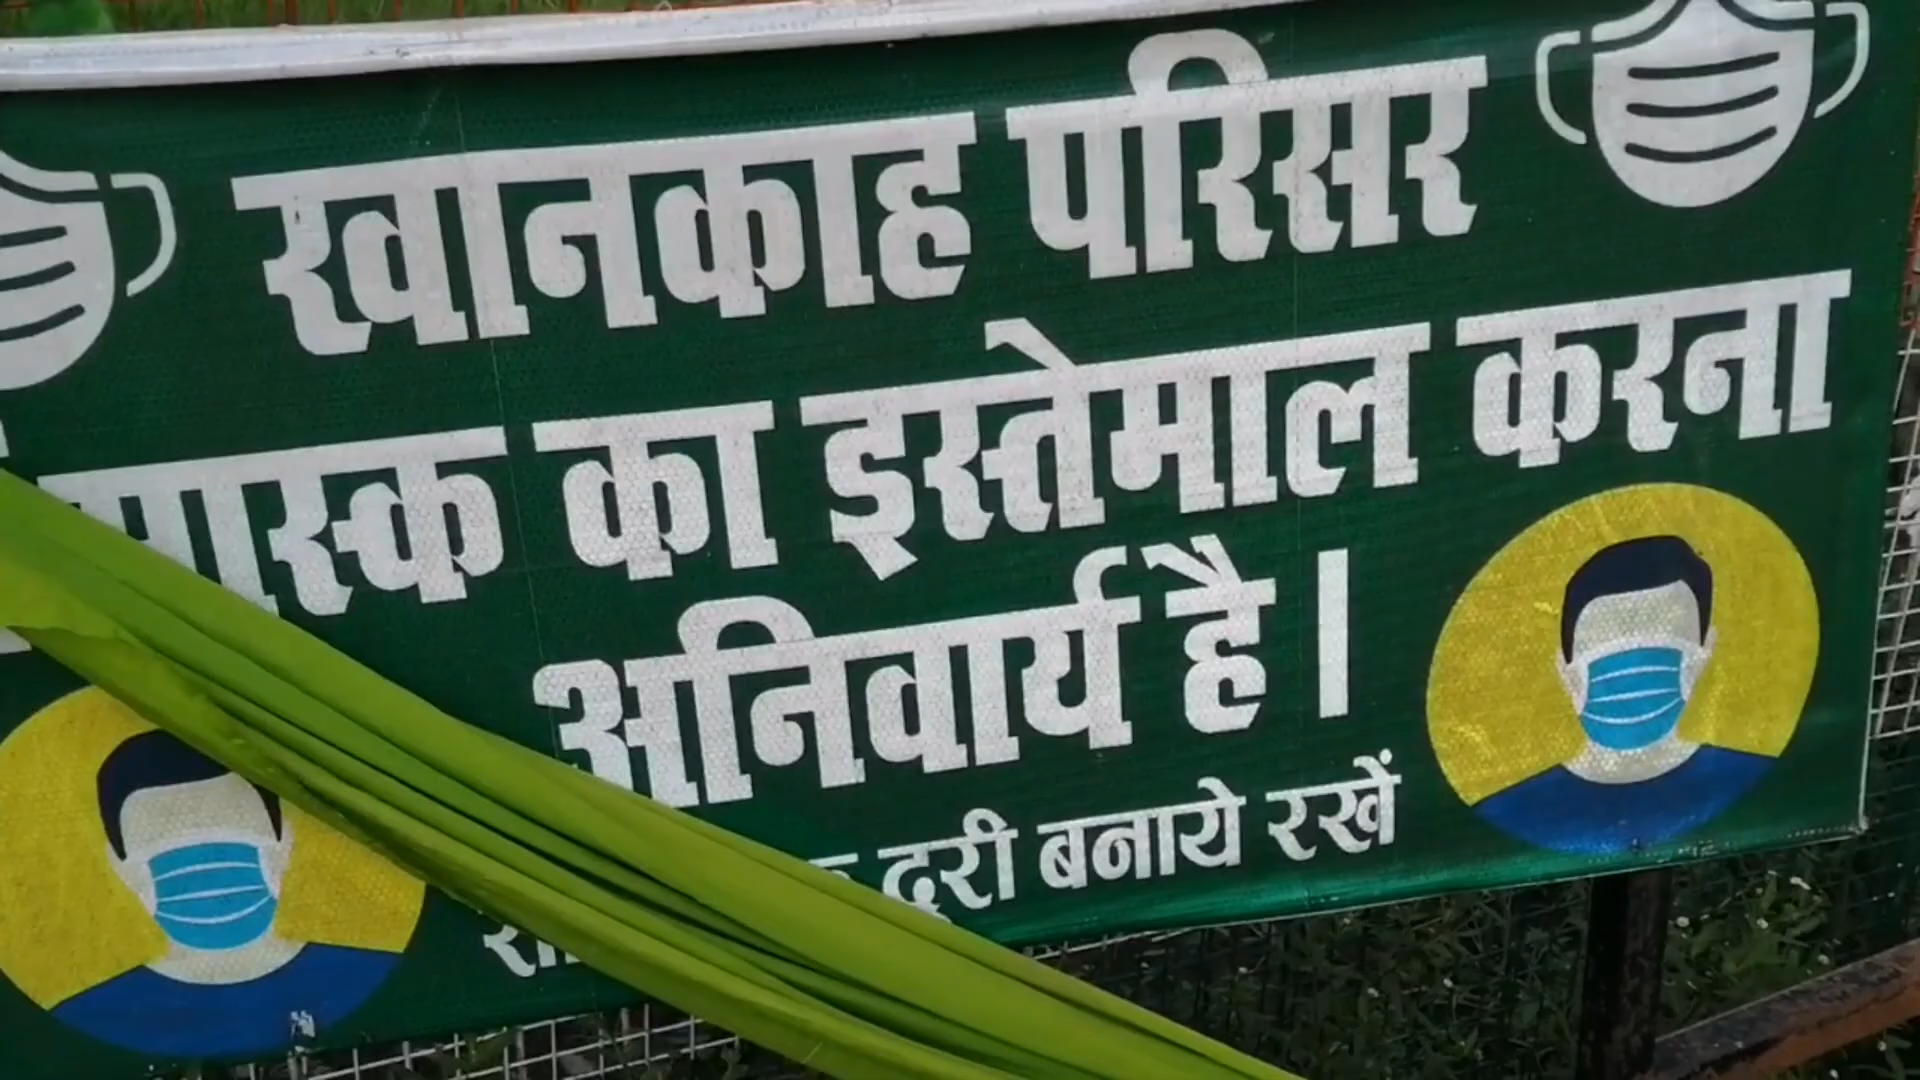 खानकाह परिसर
मास्क का इस्तेमाल करना
अनिवार्य है।
दूरी बनाये रखें